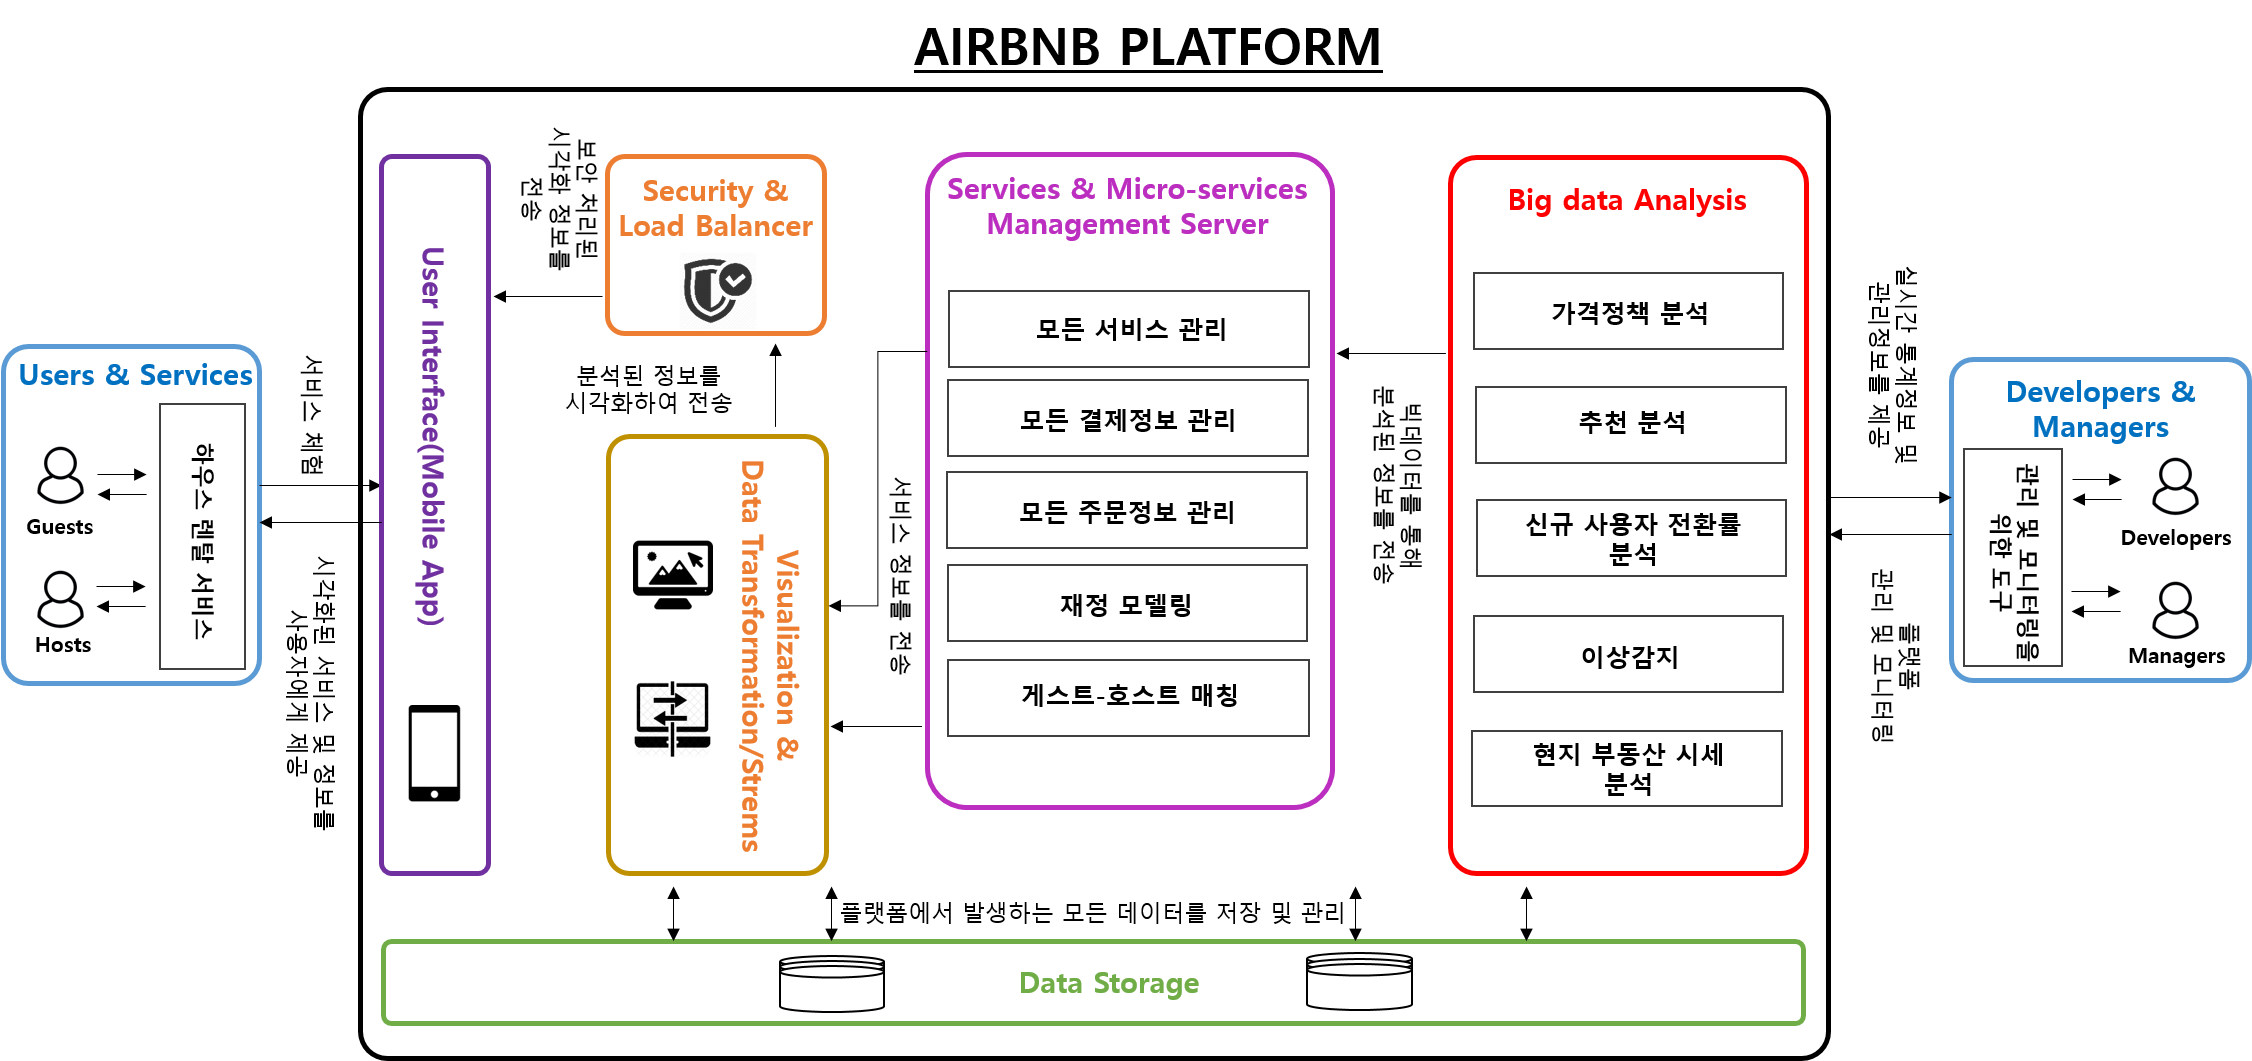 AIRBNB PLATFORM
Users & Services
Guests
Hosts
하우스 렌탈 서비스
서비스 체험
시각화된 서비스 및 정보를
사용자에게 제공
User Interface(Mobile App)
보안 처리된
시각화 정보를
전송
Security &
Load Balancer
분석된 정보를
시각화하여 전송
Visualization &
Data Transformation/Strems
서비스 정보를 전송
Services & Micro-services
Management Server
모든 서비스 관리
모든 결제정보 관리
모든 주문정보 관리
재정 모델링
게스트-호스트 매칭
빅데이터를 통해
분석된 정보를 전송
Big data Analysis
가격정책 분석
추천 분석
신규 사용자 전환률
분석
이상감지
현지 부동산 시세
분석
실시간 통계정보 및
관리정보를 제공
플랫폼
관리 및 모니터링
Developers &
Managers
관리 및 모니터링을
위한 도구
Developers
Managers
플랫폼에서 발생하는 모든 데이터를 저장 및 관리
Data Storage